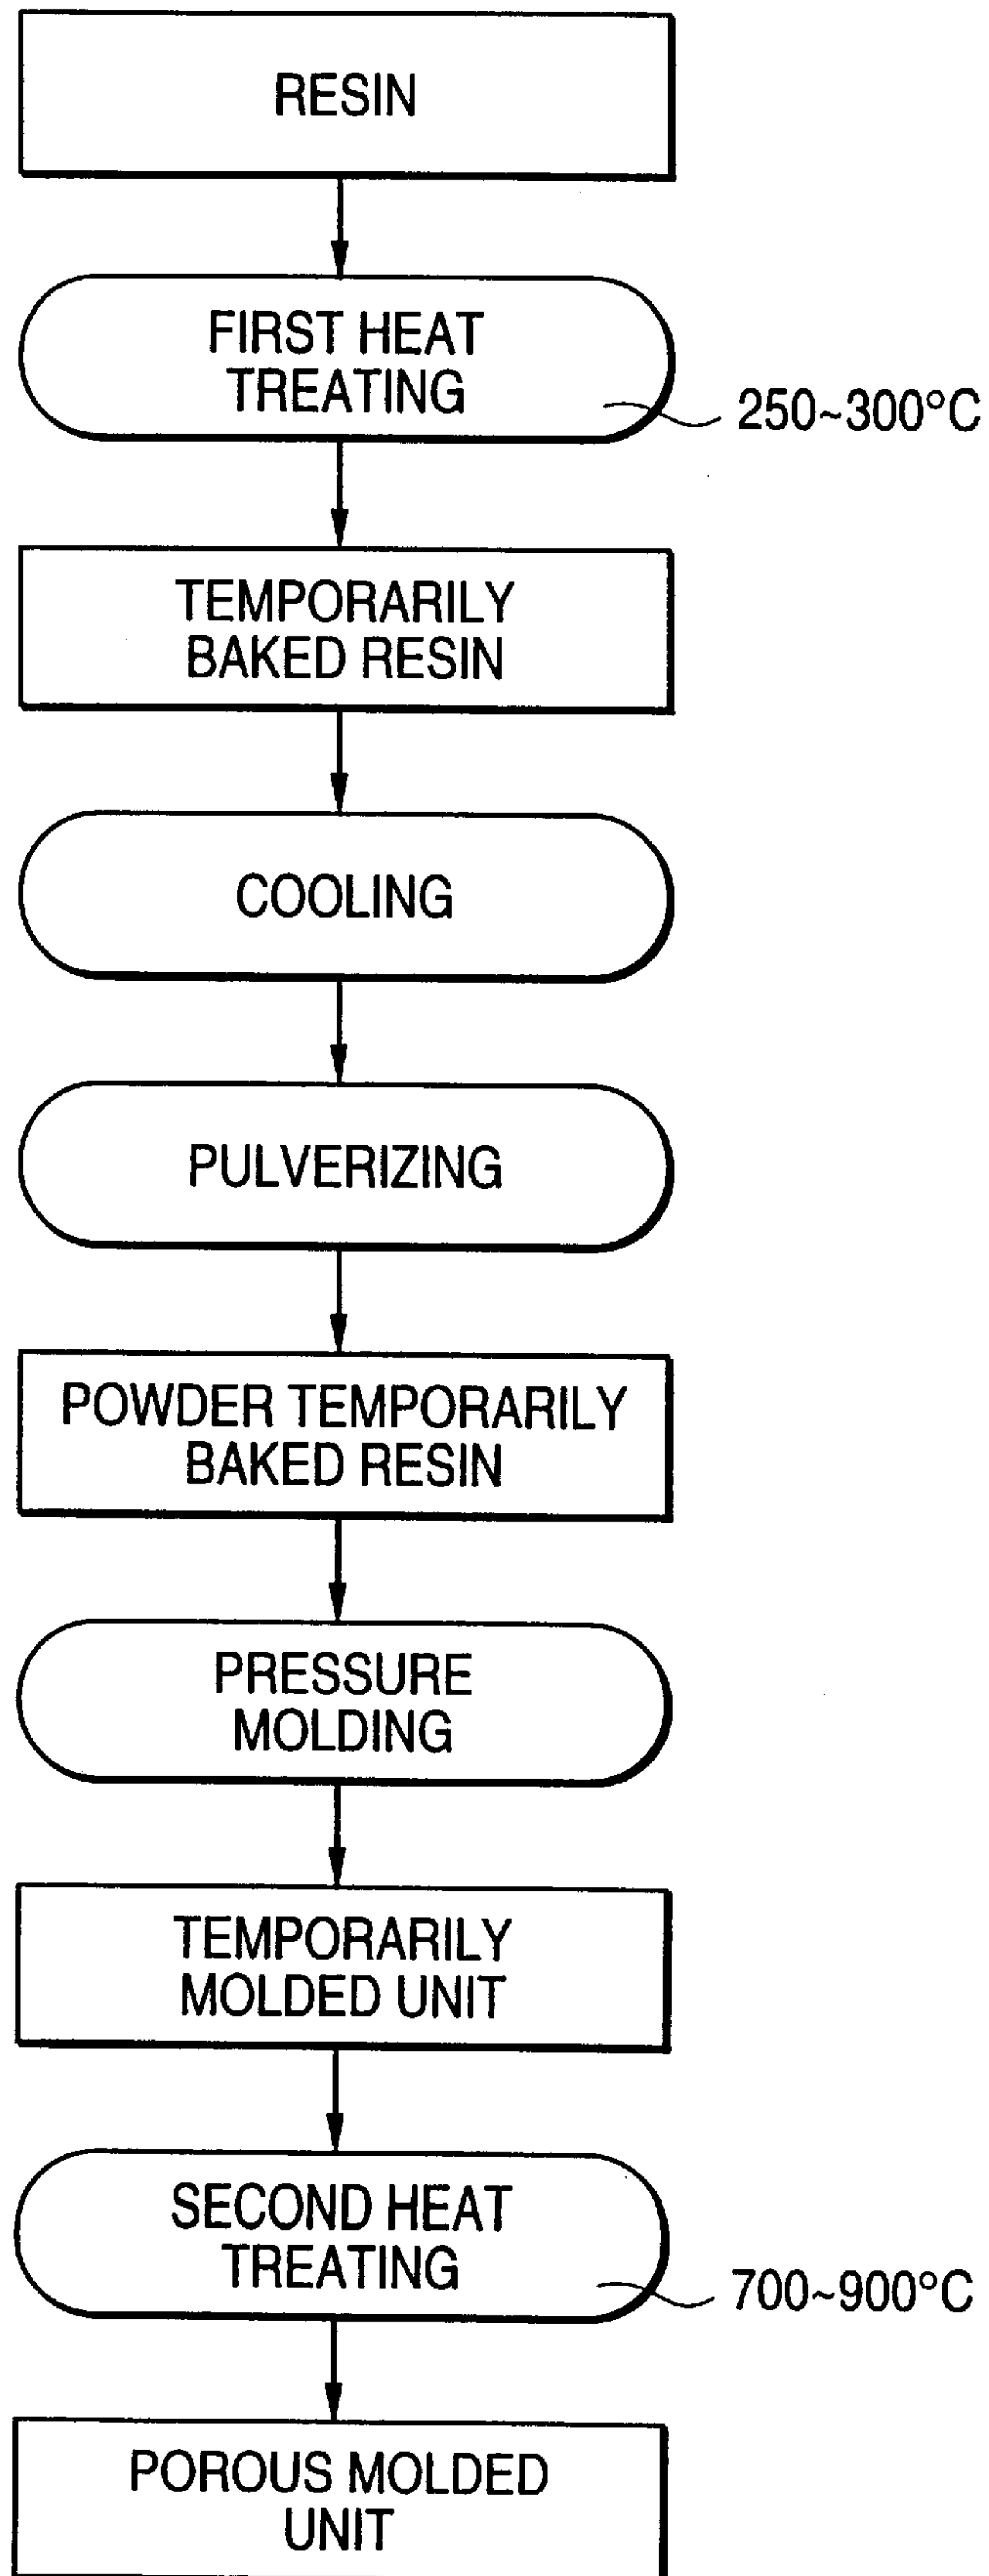 RESIN
FIRST HEAT
TREATING
250~300°C
TEMPORARILY
BAKED RESIN
COOLING
PULVERIZING
POWDER TEMPORARILY
BAKED RESIN
PRESSURE
MOLDING
TEMPORARILY
MOLDED UNIT
SECOND HEAT
TREATING
700~900°C
POROUS MOLDED
UNIT